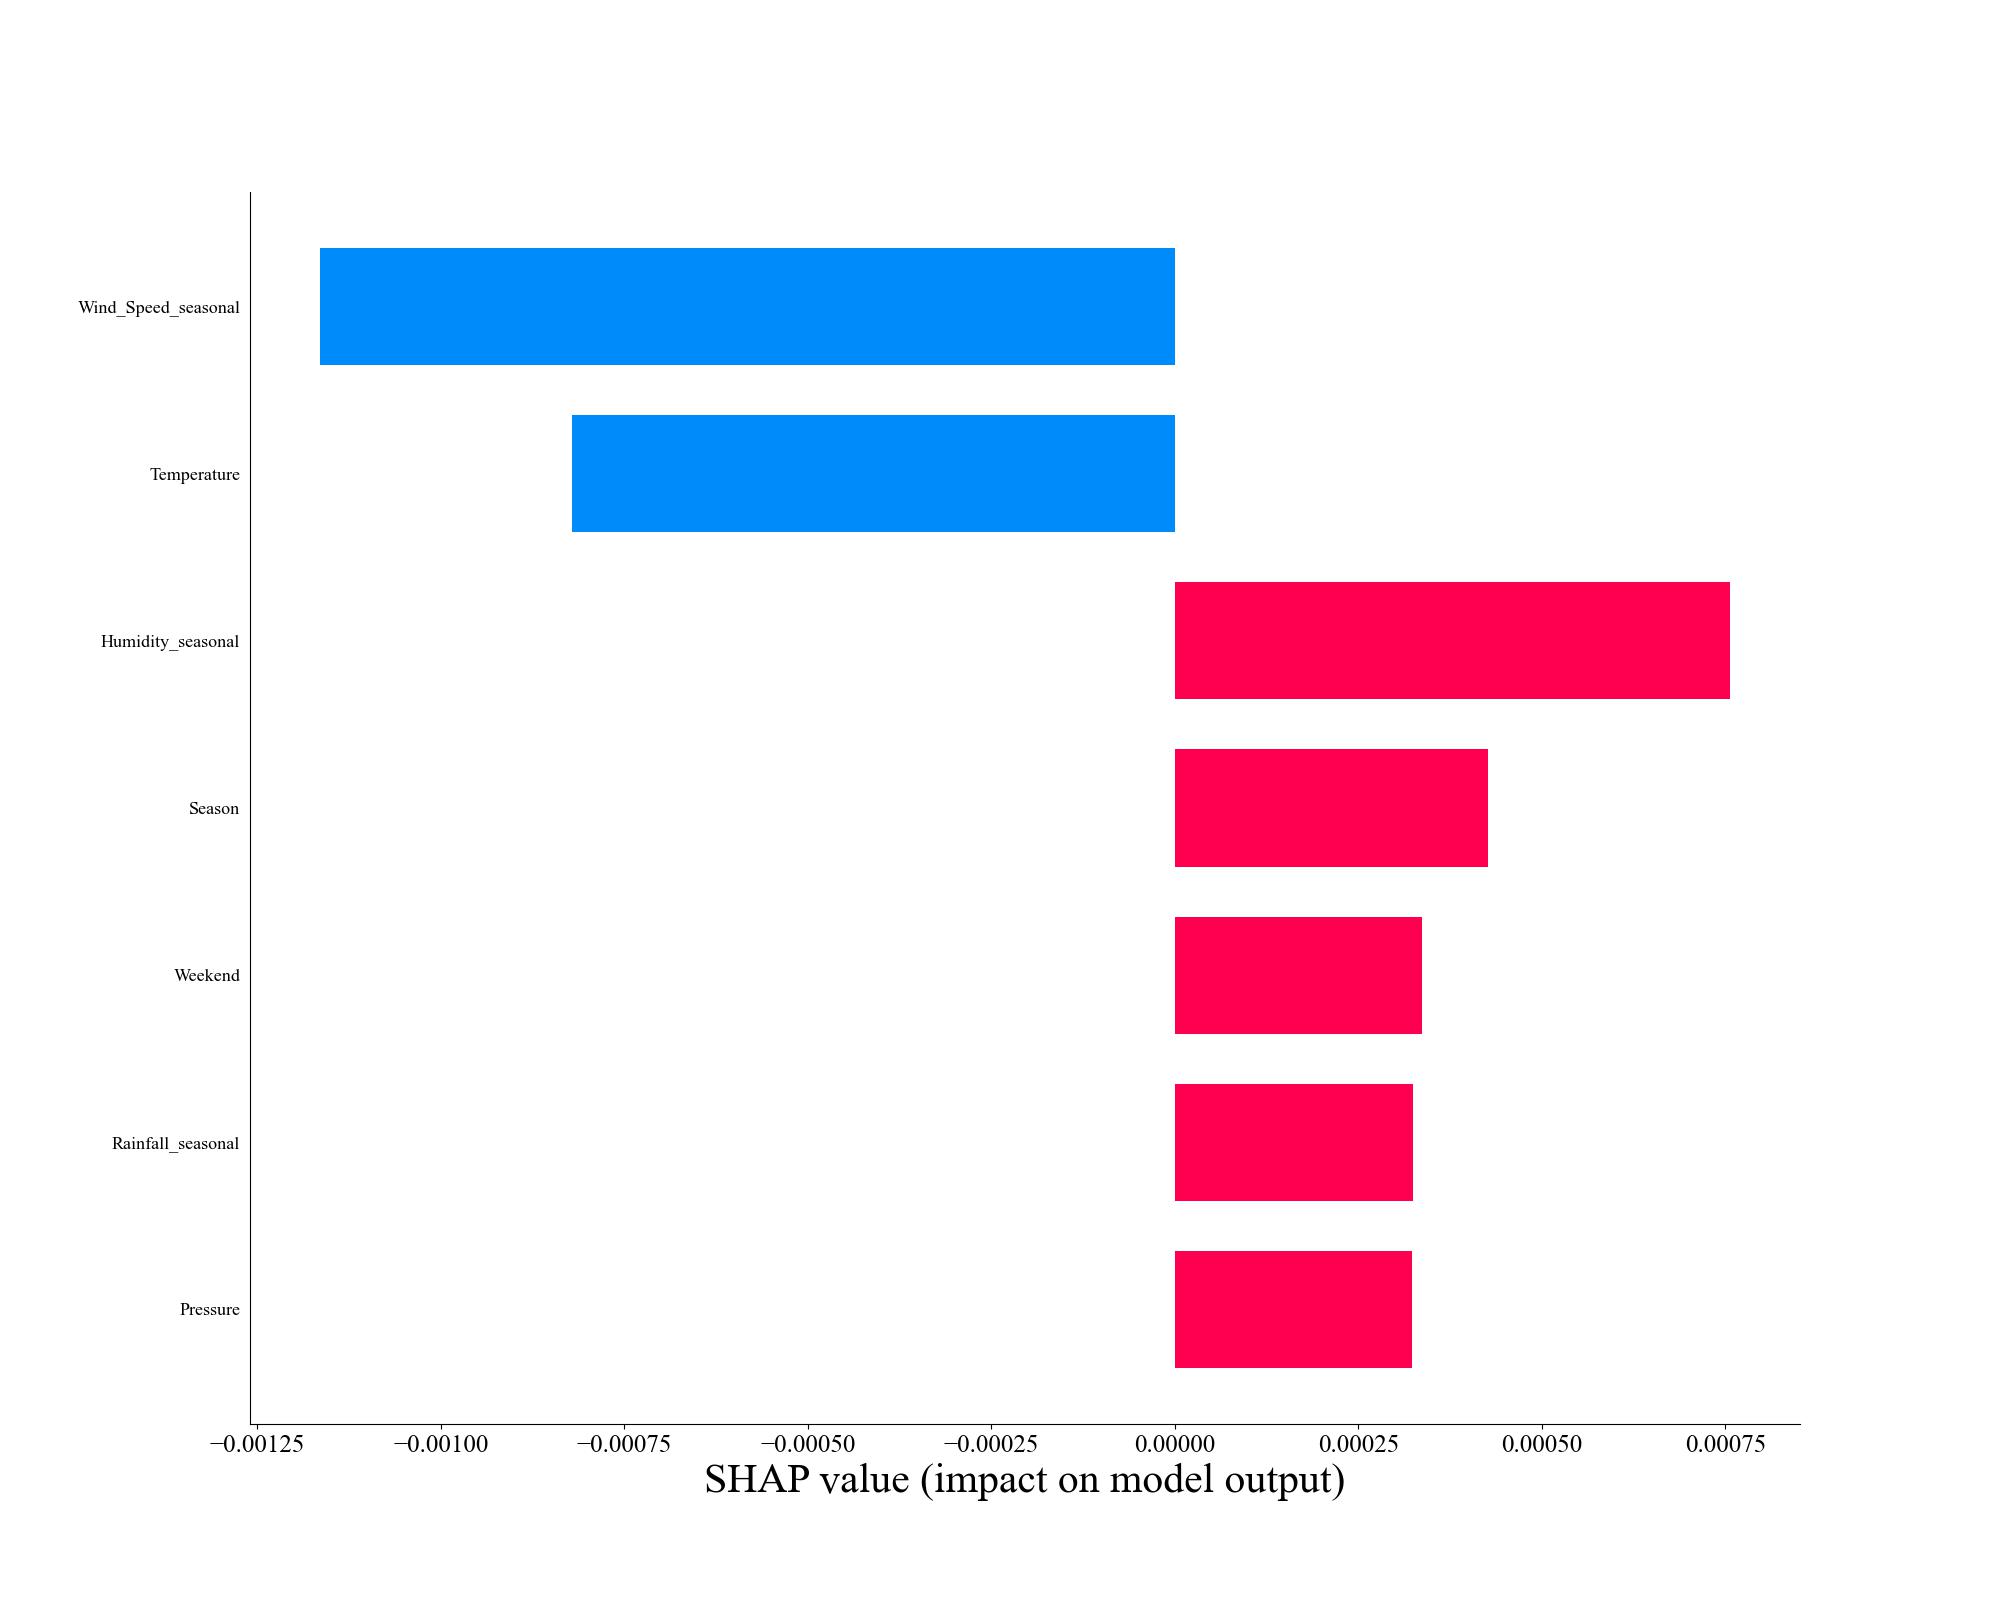 Wind_Speed_seasonal
Temperature
Humidity_seasonal
Season
Weekend
Rainfall_seasonal
Pressure
−0.00125 −0.00100 −0.00075 −0.00050 −0.00025 0.00000 0.00025 0.00050 0.00075
SHAP value (impact on model output)